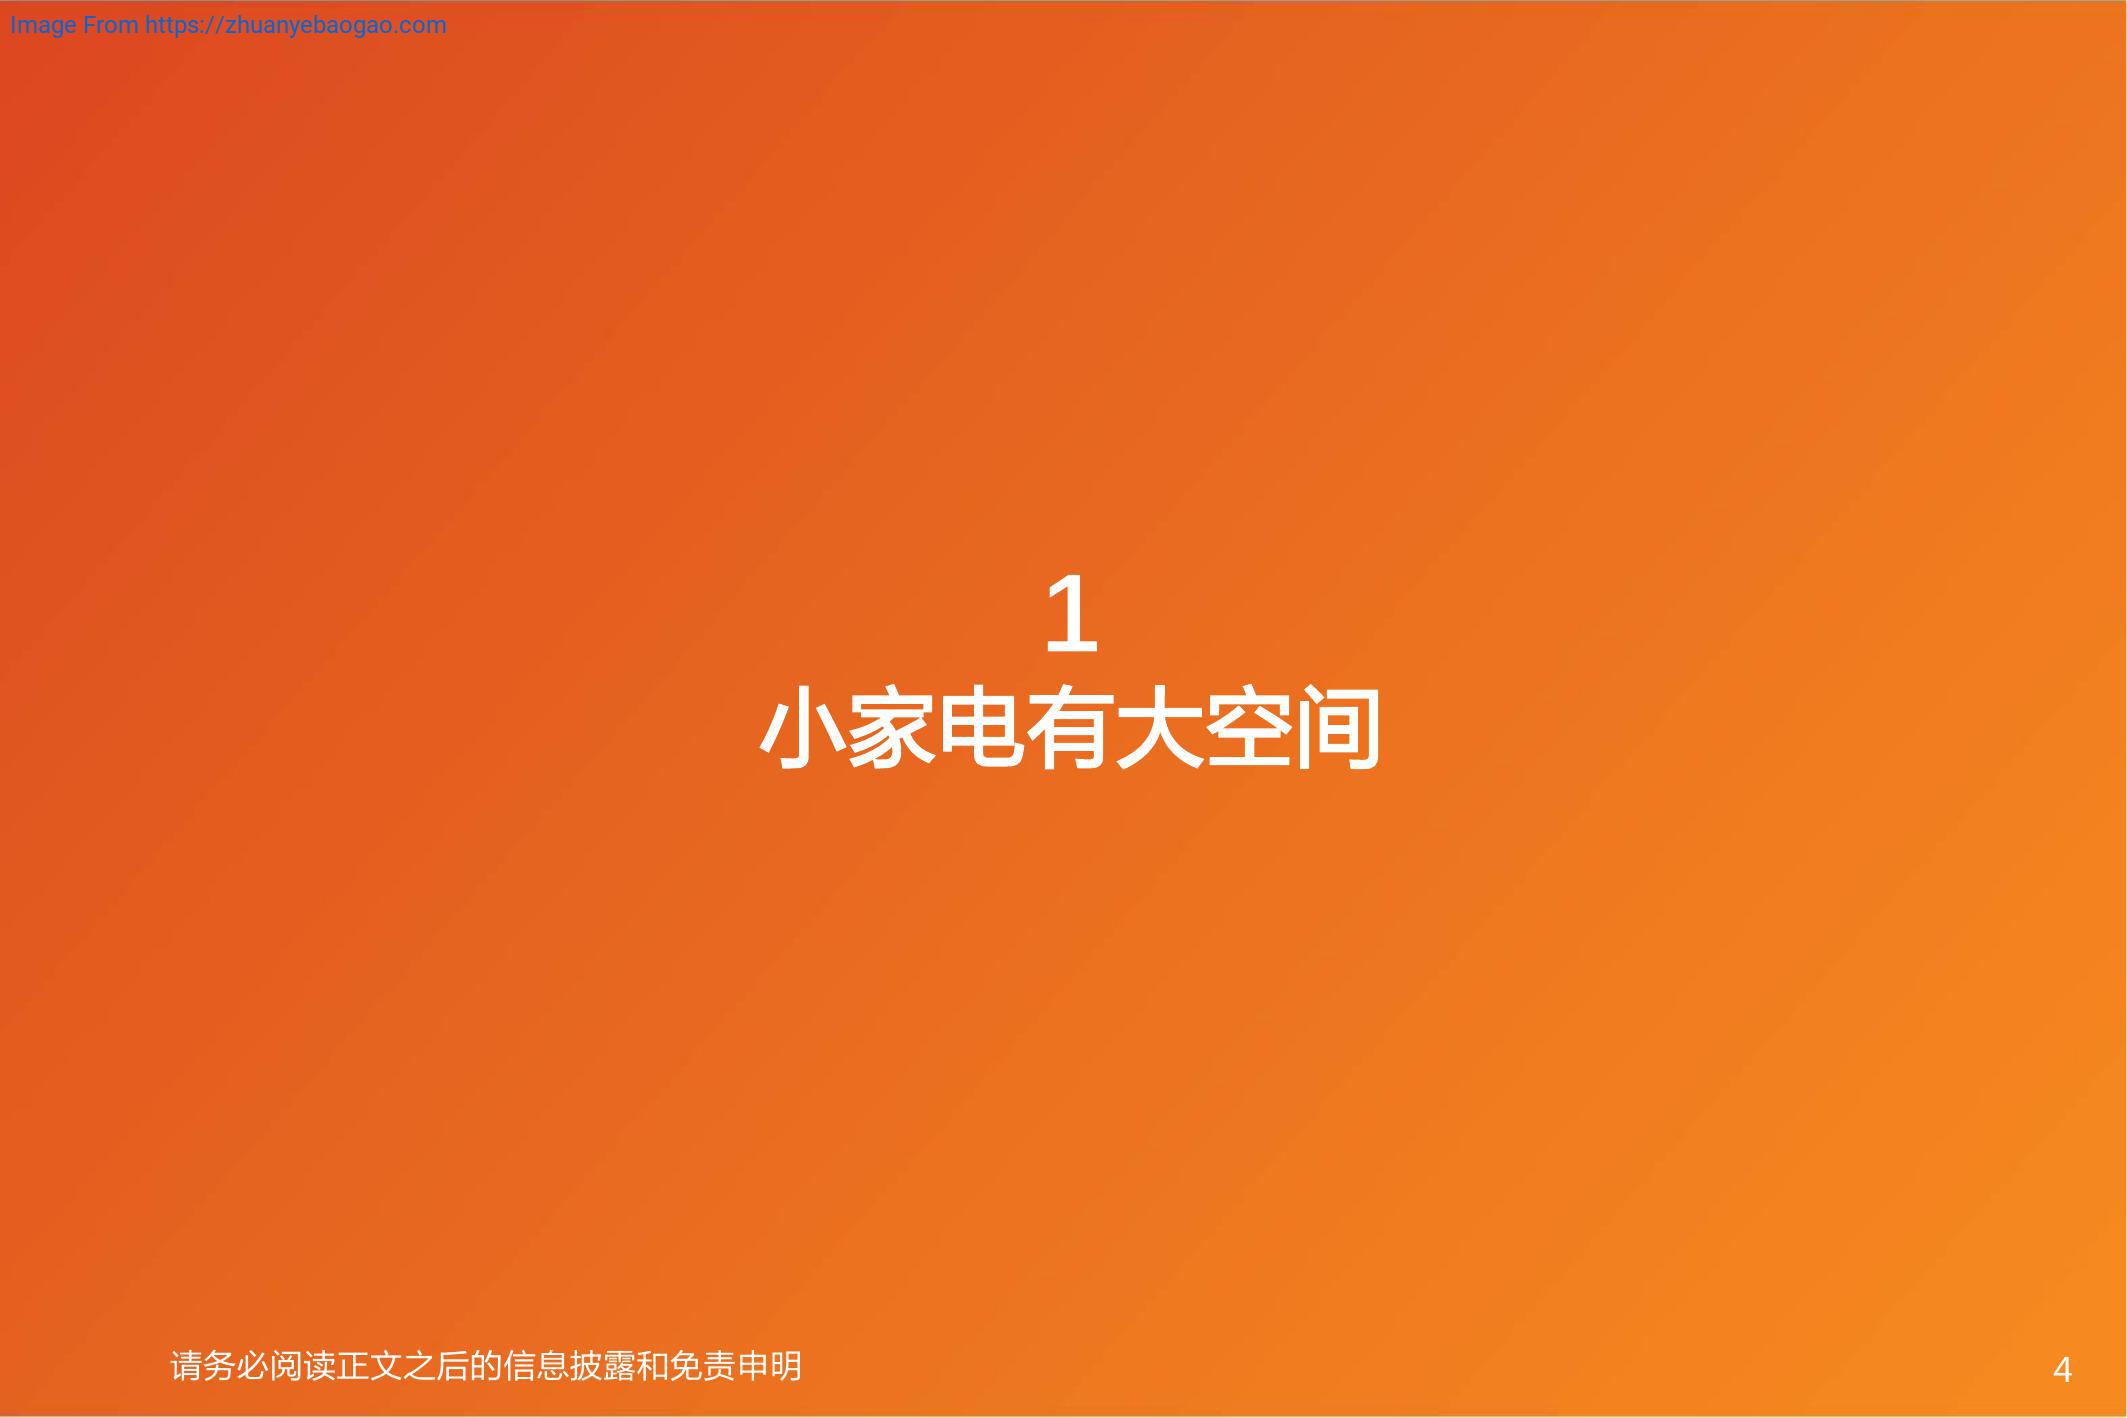 Image From https://zhuanyebaogao.com
1
小家电有大空间
请务必阅读正文之后的信息披露和免责申明
4